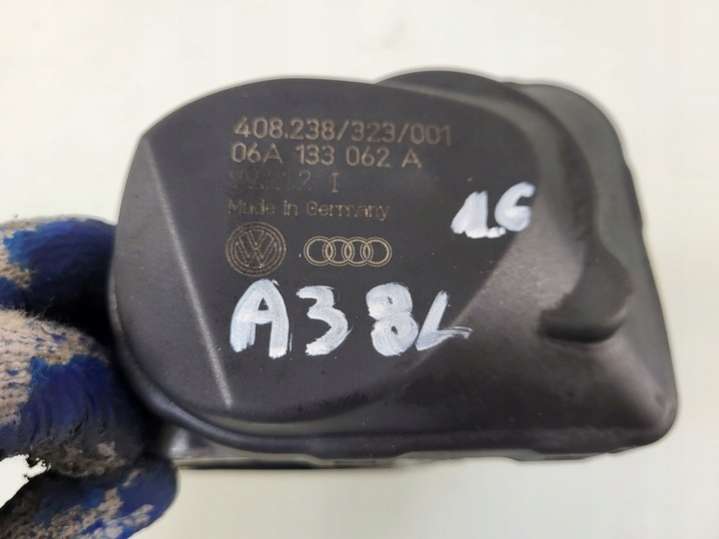 408.238/323/001
06A 133 062 A
Made in Germany
1.6
A3 8L